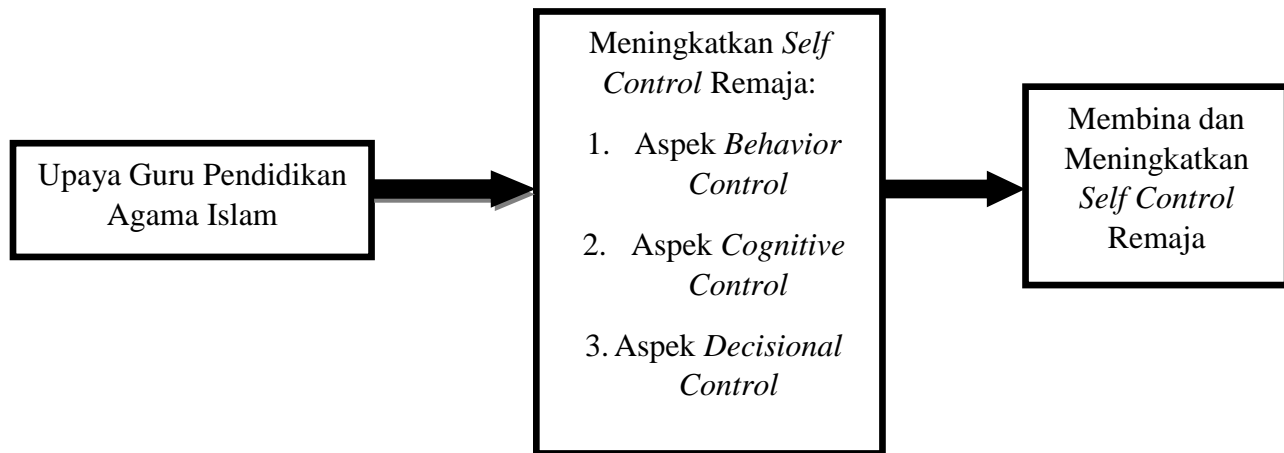 Upaya Guru Pendidikan
Agama Islam
Meningkatkan Self
Control Remaja:
1. Aspek Behavior
Control
2. Aspek Cognitive
Control
3. Aspek Decisional
Control
Membina dan
Meningkatkan
Self Control
Remaja